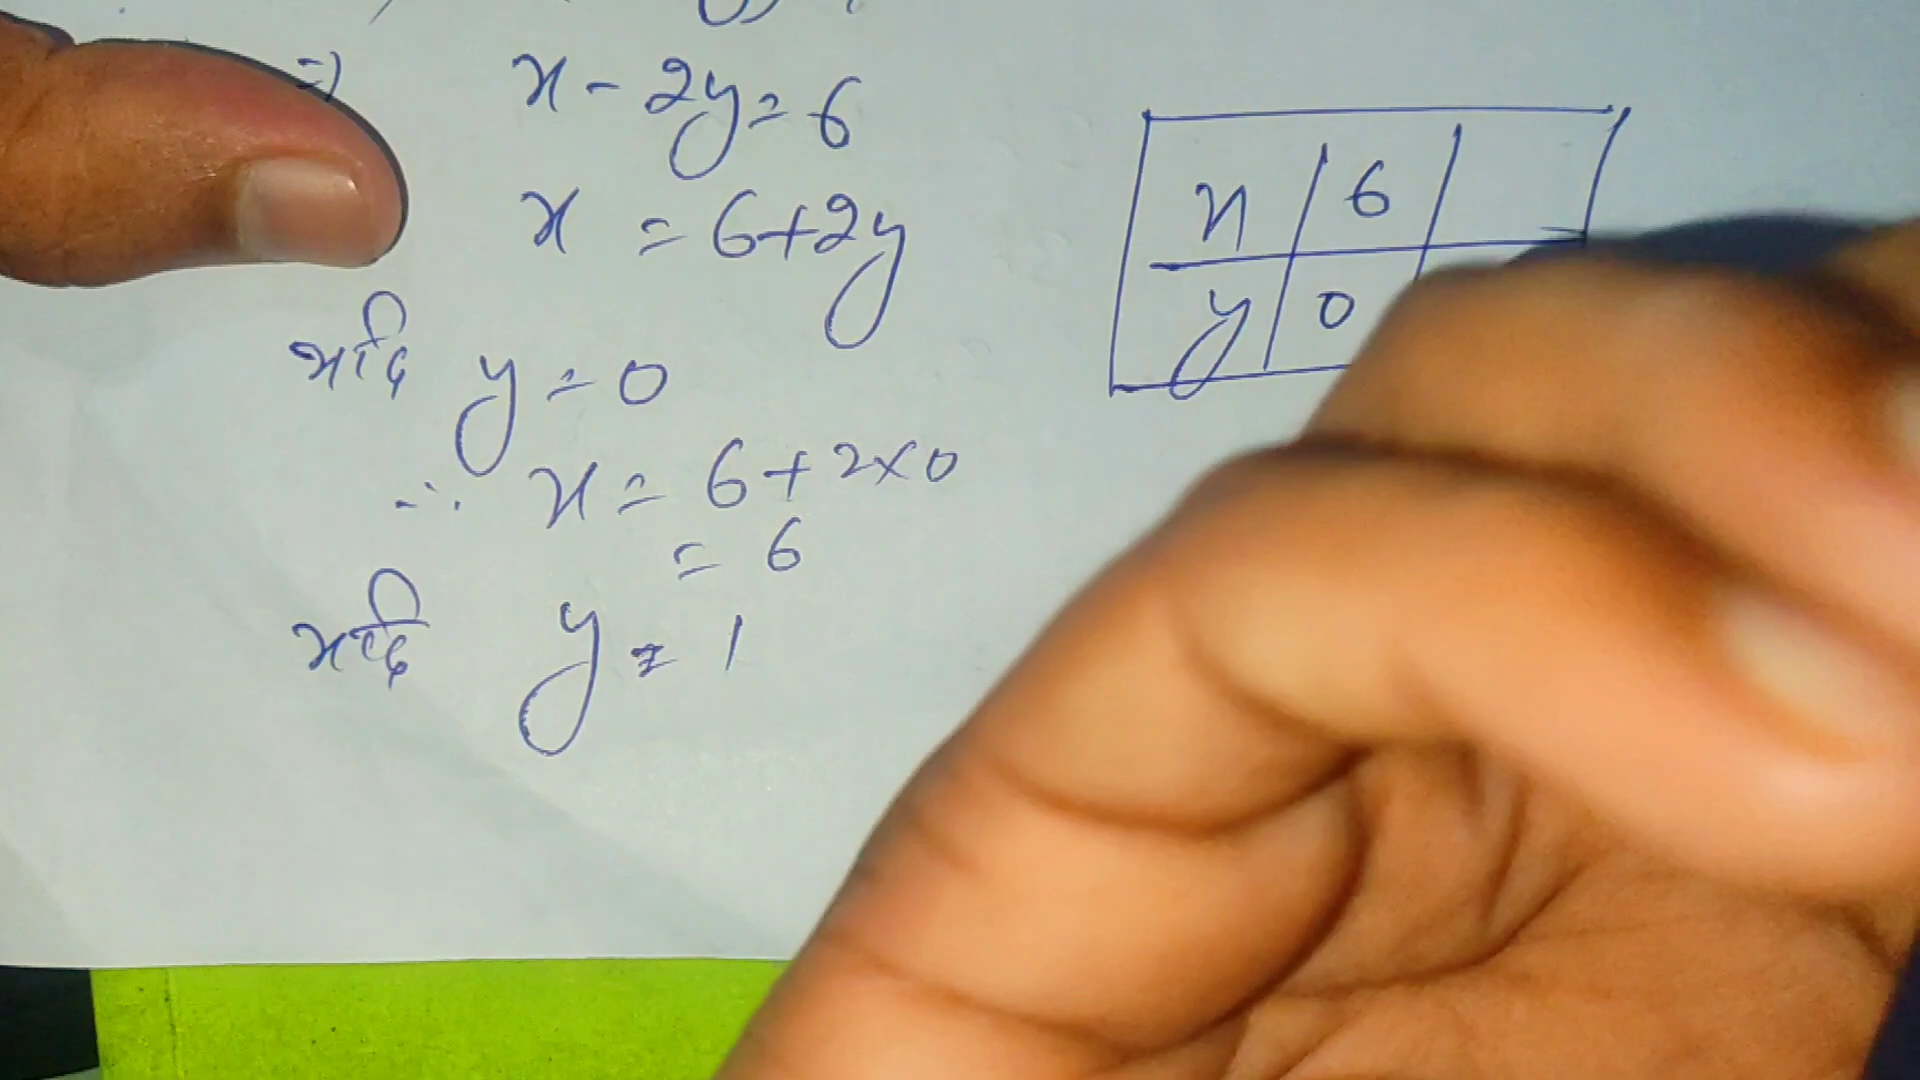 ⇒ x - 2y = 6
x = 6+2y
यदि y = 0
∴ x = 6+2×0
= 6
यदि y = 1
x 6
y 0